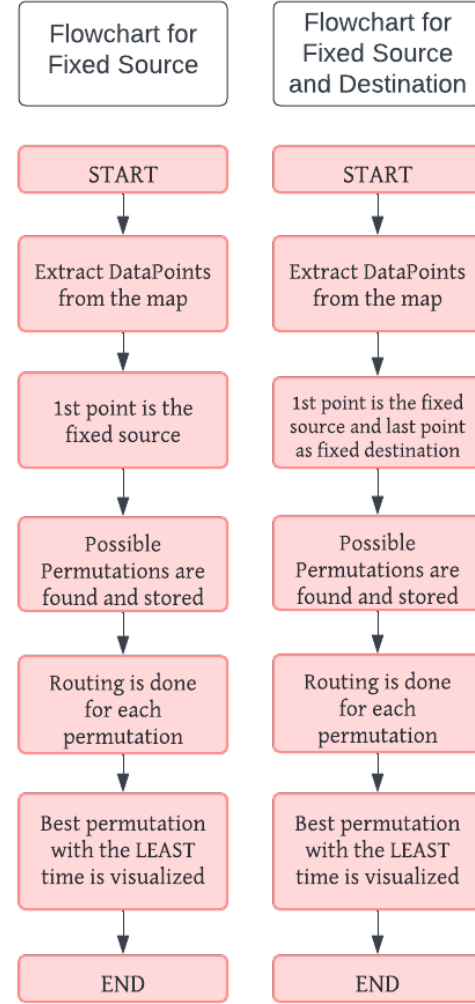 Flowchart for
Fixed Source
START
Extract DataPoints
from the map
1st point is the
fixed source
Possible
Permutations are
found and stored
Routing is done
for each
permutation
Best permutation
with the LEAST
time is visualized
END
Flowchart for
Fixed Source
and Destination
START
Extract DataPoints
from the map
1st point is the fixed
source and last point
as fixed destination
Possible
Permutations are
found and stored
Routing is done
for each
permutation
Best permutation
with the LEAST
time is visualized
END